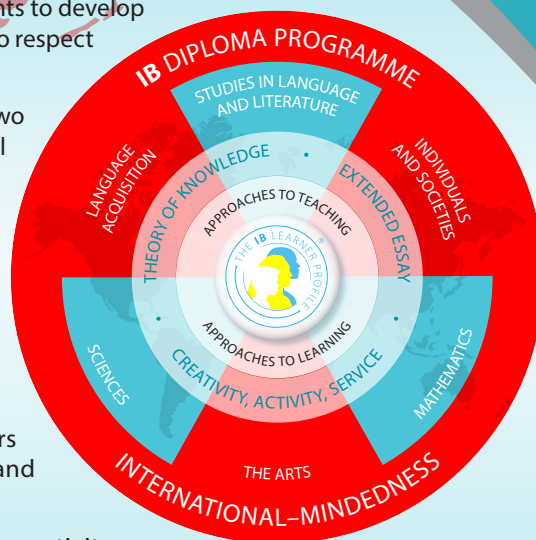 nts to develop
o respect
wo
l
rs
and
IB DIPLOMA PROGRAMME
STUDIES IN LANGUAGE
AND LITERATURE
LANGUAGE
ACQUISITION
INDIVIDUALS
AND SOCIETIES
THEORY OF KNOWLEDGE
•
EXTENDED ESSAY
APPROACHES TO TEACHING
THE IB LEARNER PROFILE
®
APPROACHES TO LEARNING
•
CREATIVITY, ACTIVITY, SERVICE
•
SCIENCES
MATHEMATICS
THE ARTS
INTERNATIONAL–MINDEDNESS